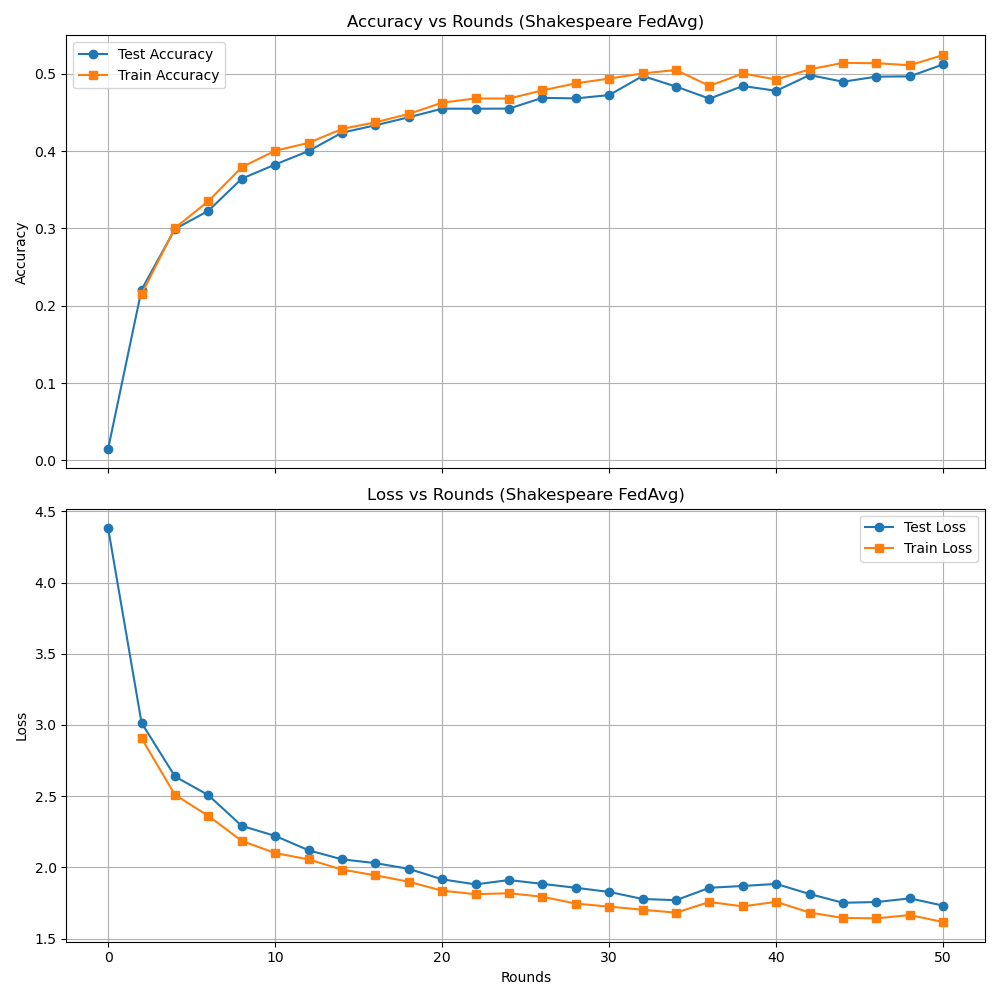 Accuracy vs Rounds (Shakespeare FedAvg)
Test Accuracy
Train Accuracy
Accuracy
0.5
0.4
0.3
0.2
0.1
0.0
Loss vs Rounds (Shakespeare FedAvg)
Test Loss
Train Loss
Loss
4.5
4.0
3.5
3.0
2.5
2.0
1.5
0 10 20 30 40 50
Rounds